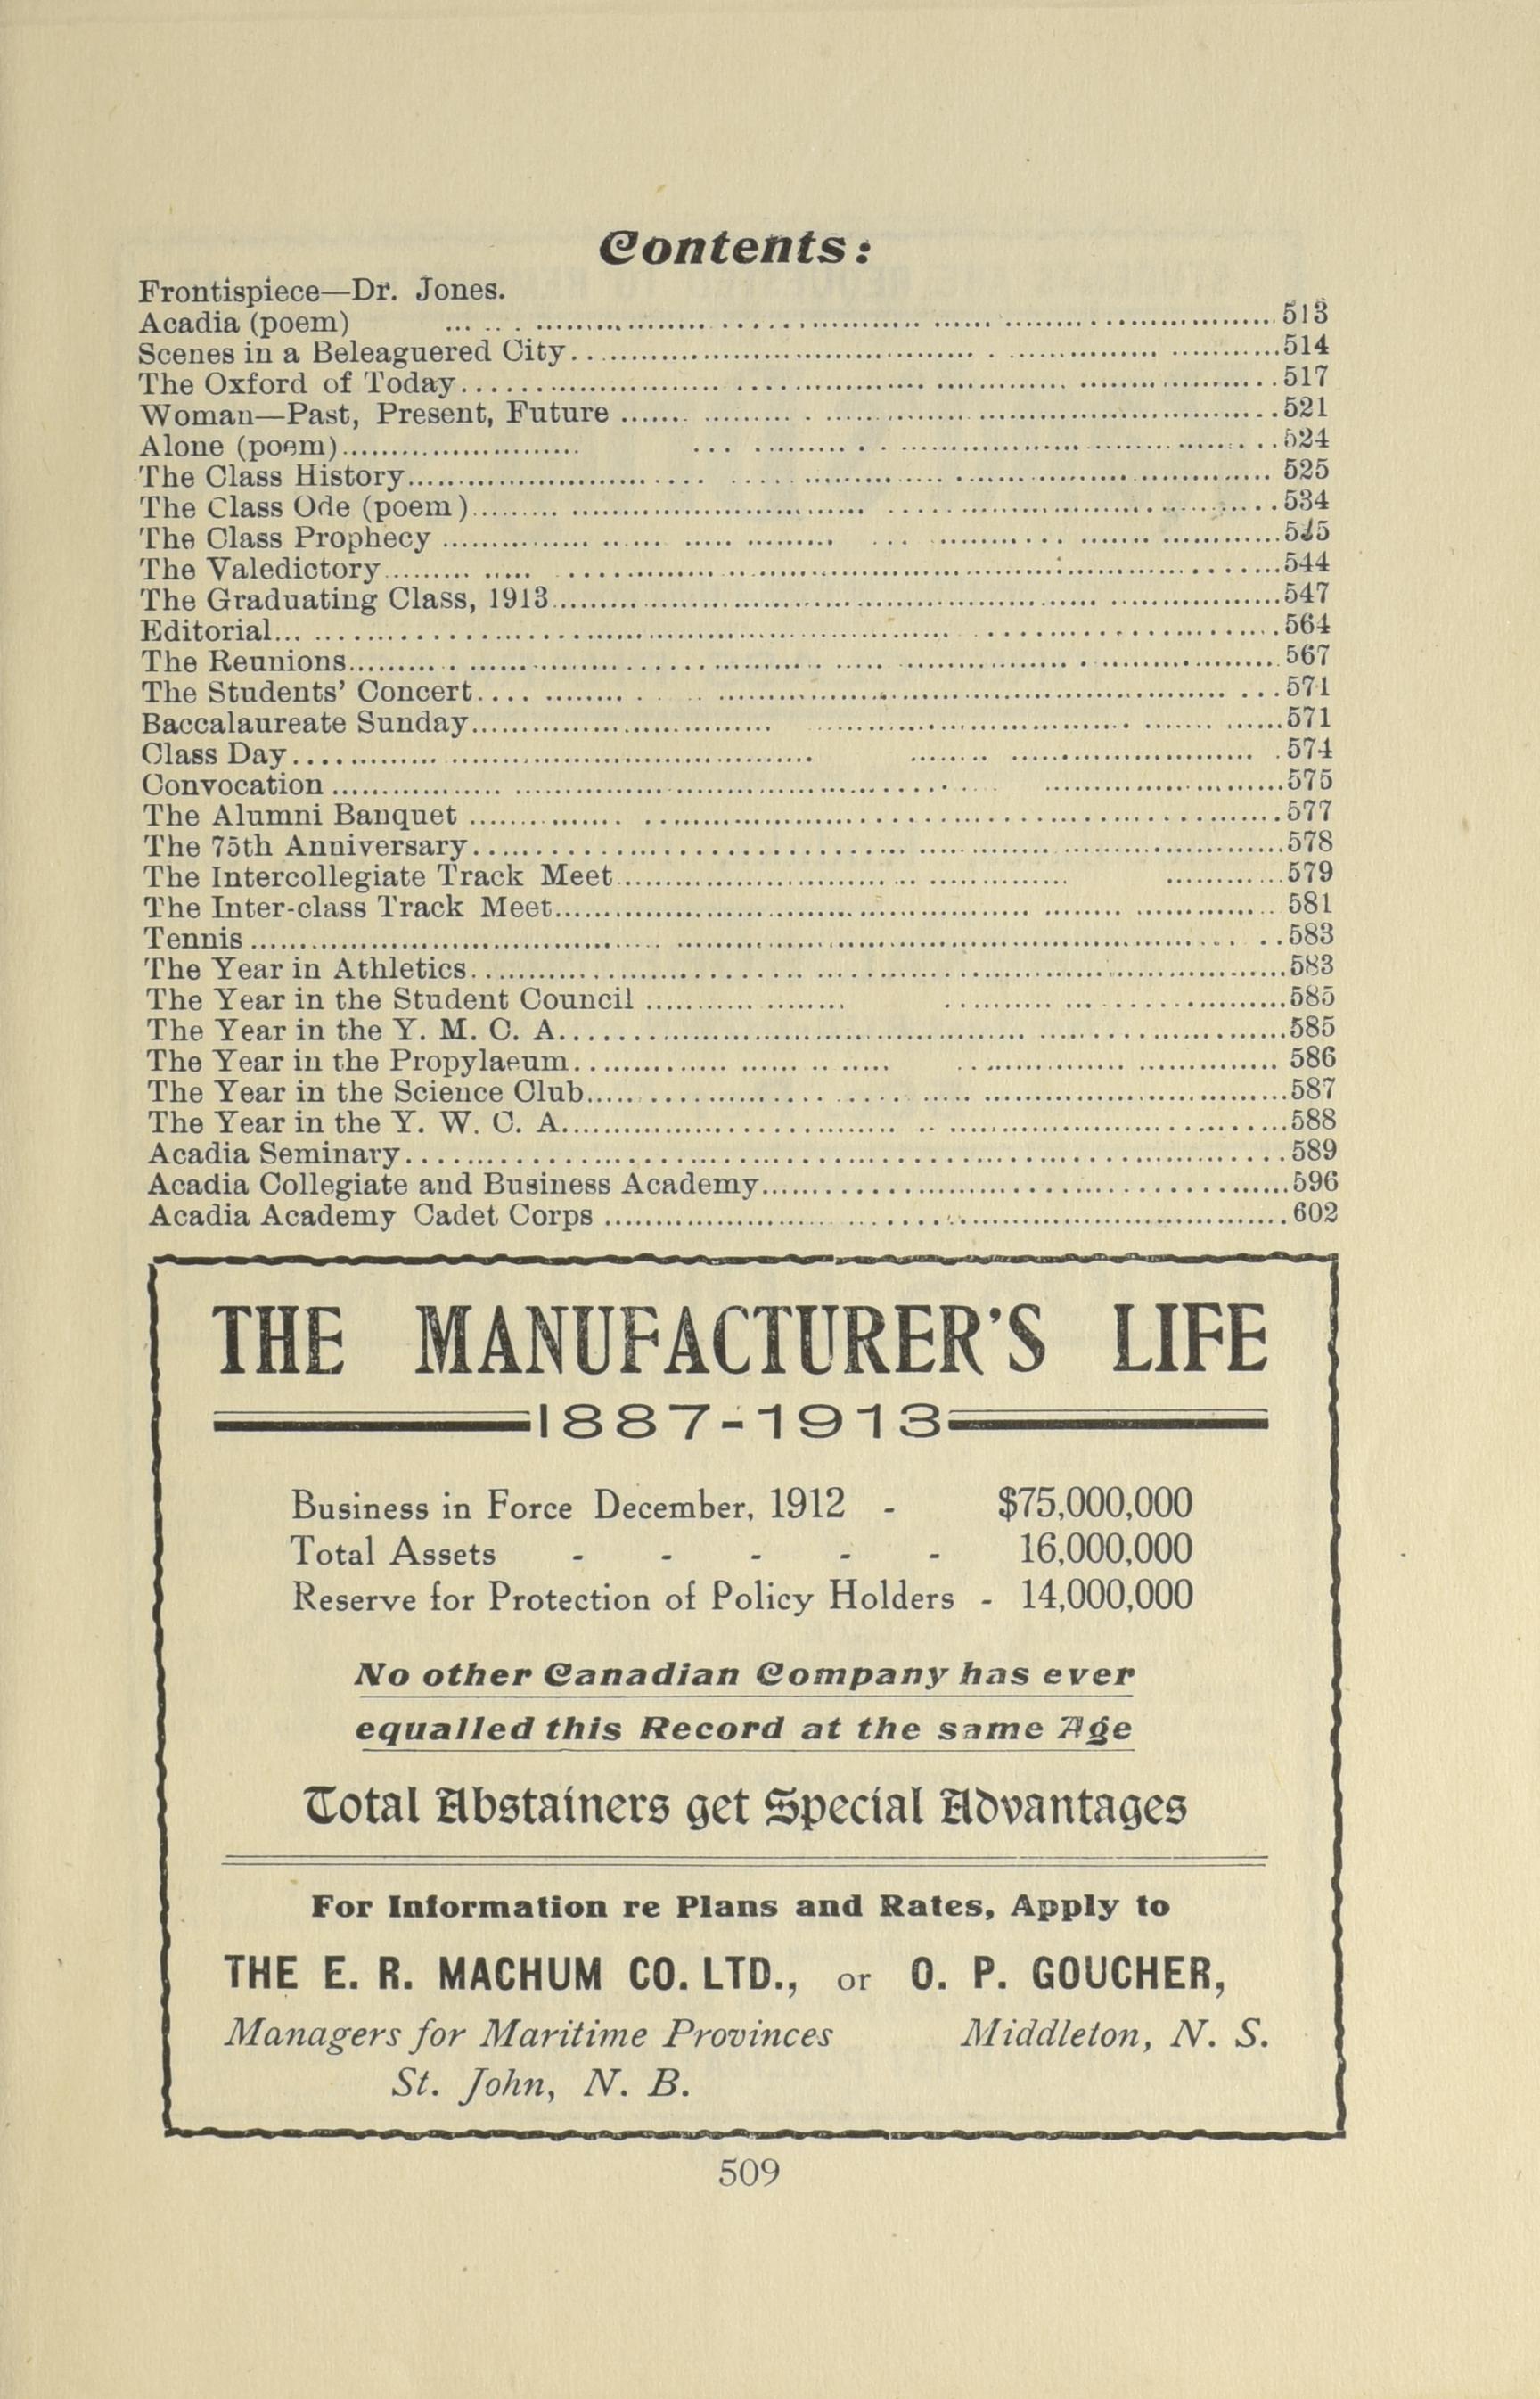 Contents:
Frontispiece—Dr. Jones.
Acadia (poem) ........ 513
Scenes in a Beleaguered City ........ 514
The Oxford of Today ........ 517
Woman—Past, Present, Future ........ 521
Alone (poem) ........ 524
The Class History ........ 525
The Class Ode (poem) ........ 534
The Class Prophecy ........
The Valedictory ........ 544
The Graduating Class, 1913 ........ 547
Editorial ........ 564
The Reunions ........ 567
The Students' Concert ........ 571
Baccalaureate Sunday ........ 571
Class Day ........ 574
Convocation ........ 575
The Alumni Banquet ........ 577
The 75th Anniversary ........ 578
The Intercollegiate Track Meet ........ 579
The Inter-class Track Meet ........ 581
Tennis ........ 583
The Year in Athletics ........ 583
The Year in the Student Council ........ 585
The Year in the Y. M. C. A. ........ 585
The Year in the Propylaeum ........ 586
The Year in the Science Club ........ 587
The Year in the Y. W. C. A. ........ 588
Acadia Seminary ........ 589
Acadia Collegiate and Business Academy ........ 596
Acadia Academy Cadet Corps ........ 602
THE MANUFACTURER'S LIFE
1887-1913
Business in Force December, 1912 - $75,000,000
Total Assets - - - - - 16,000,000
Reserve for Protection of Policy Holders - 14,000,000
No other Canadian Company has ever
equalled this Record at the same Age
Total Abstainers get Special Advantages
For Information re Plans and Rates, Apply to
THE E. R. MACHUM CO. LTD., or O. P. GOUCHER,
Managers for Maritime Provinces Middleton, N. S.
St. John, N. B.
509